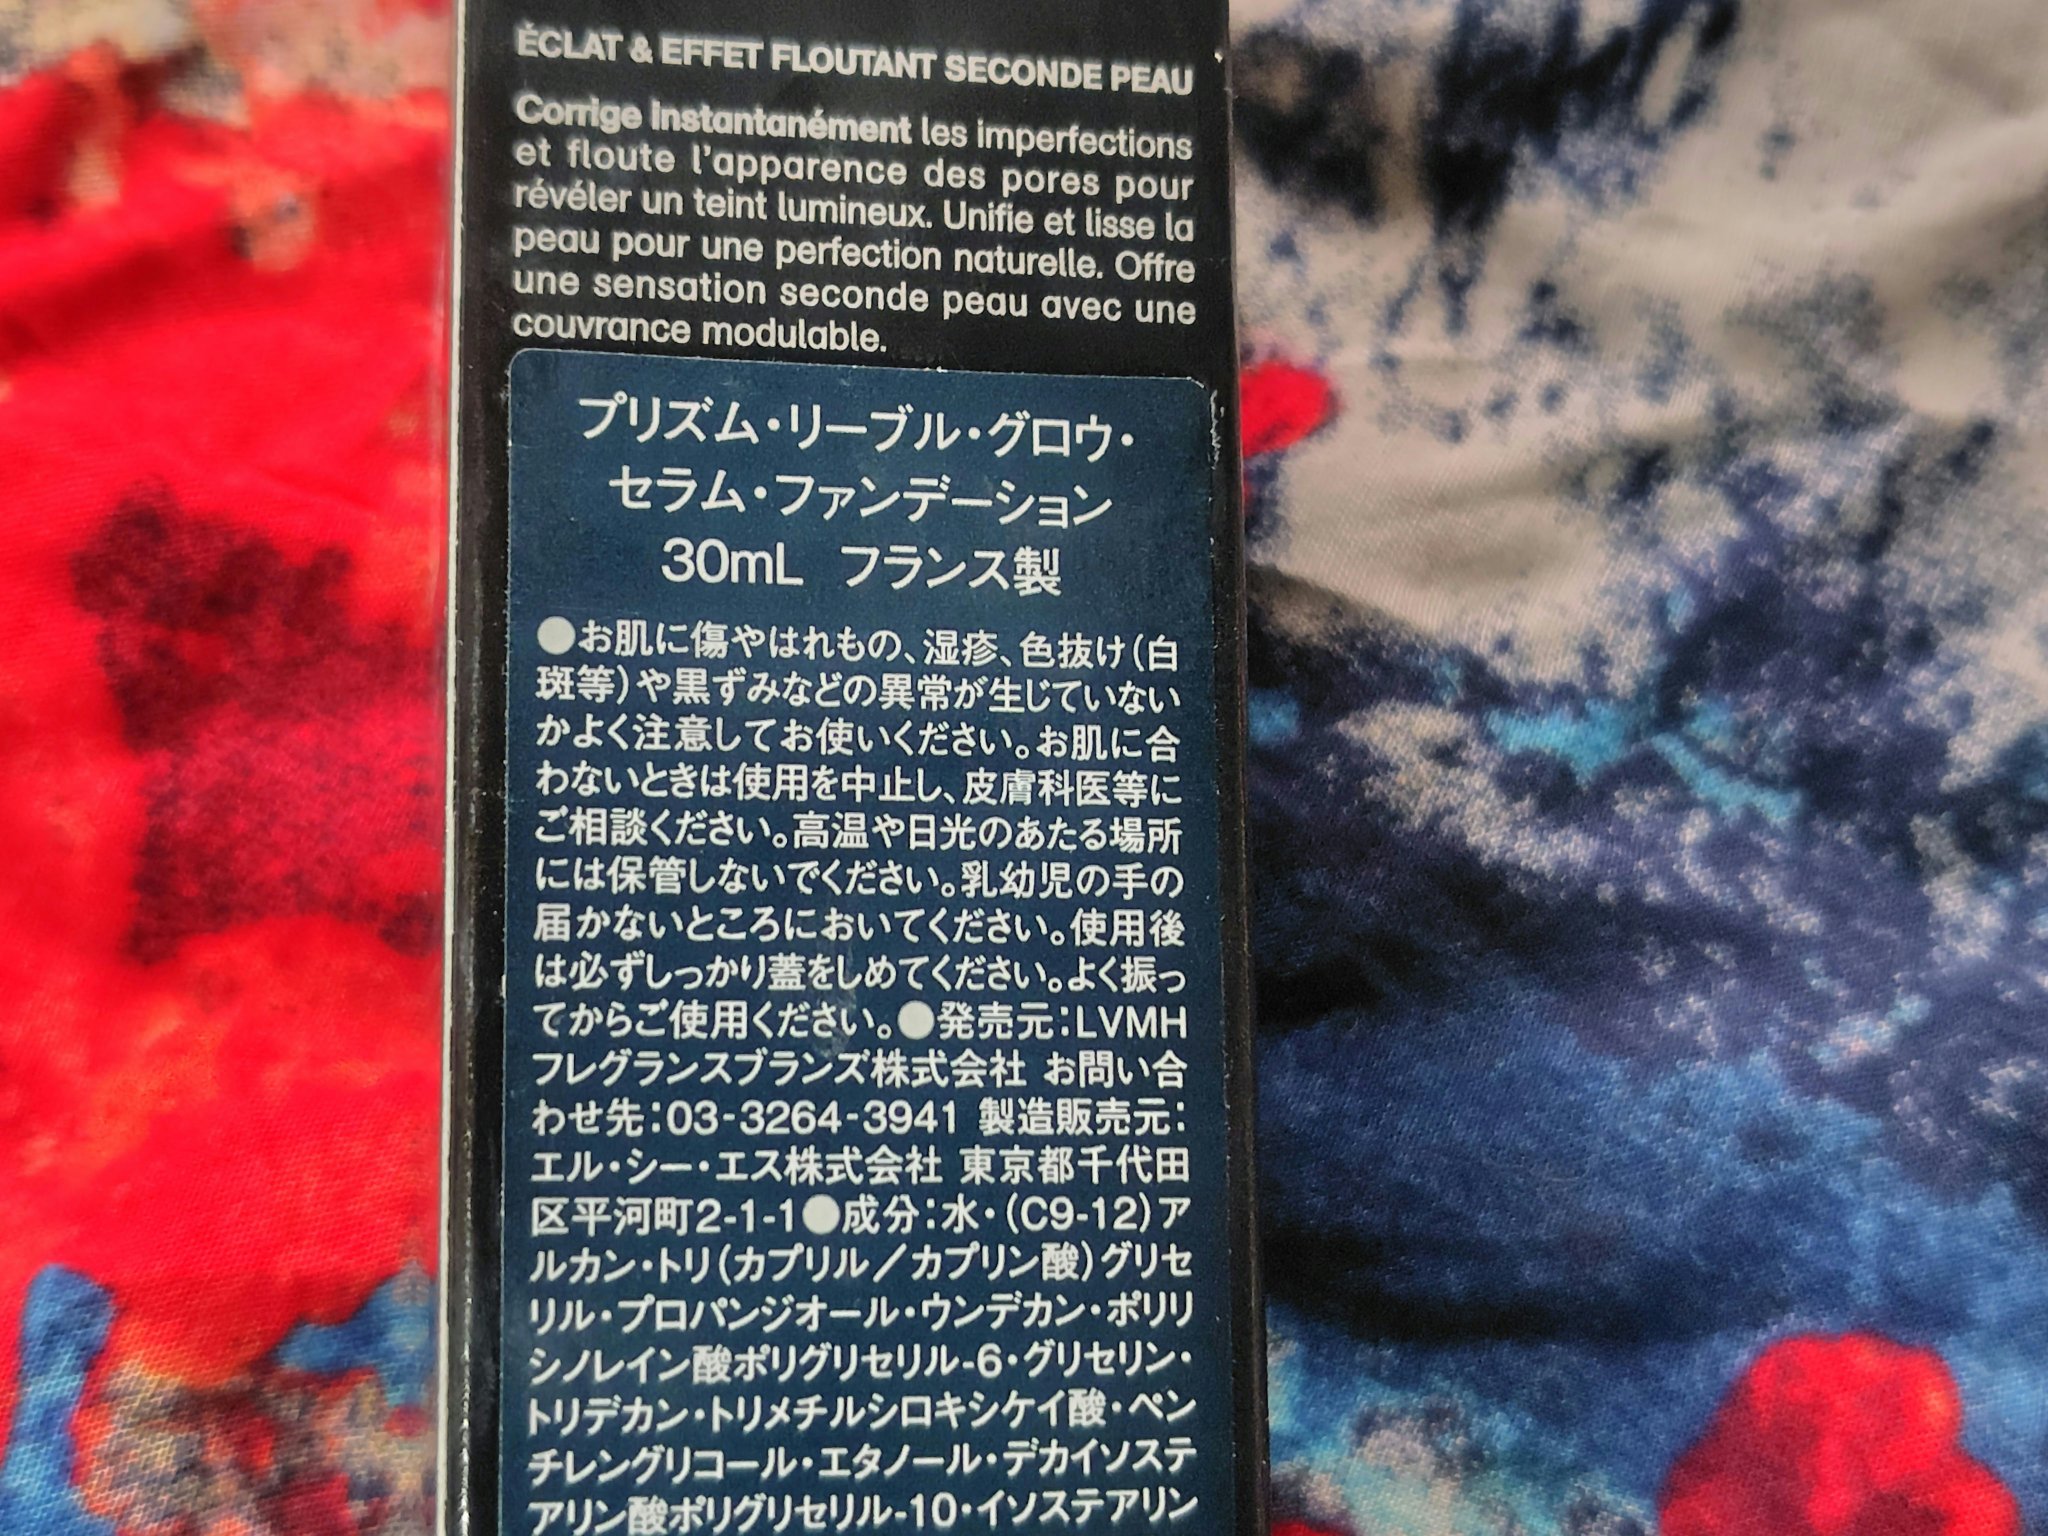 ÉCLAT & EFFET FLOUTANT SECONDE PEAU
Corrige Instantanément les imperfections
et floute l'apparence des pores pour
révéler un teint lumineux. Unifie et lisse la
peau pour une perfection naturelle. Offre
une sensation seconde peau avec une
couvrance modulable.
プリズム・リーブル・グロウ・
セラム・ファンデーション
30mL フランス製
●お肌に傷やはれもの、湿疹、色抜け(白
斑等)や黒ずみなどの異常が生じていない
かよく注意してお使いください。お肌に合
わないときは使用を中止し、皮膚科医等に
ご相談ください。高温や日光のあたる場所
には保管しないでください。乳幼児の手の
届かないところにおいてください。使用後
は必ずしっかり蓋をしめてください。よく振っ
てからご使用ください。●発売元:LVMH
フレグランスブランズ株式会社 お問い合
わせ先:03-3264-3941 製造販売元:
エル・シー・エス株式会社 東京都千代田
区平河町2-1-1●成分:水・(C9-12)ア
ルカン・トリ(カプリル/カプリン酸)グリセ
リル・プロパンジオール・ウンデカン・ポリリ
シノレイン酸ポリグリセリル-6・グリセリン・
トリデカン・トリメチルシロキシケイ酸・ペン
チレングリコール・エタノール・デカイソステ
アリン酸ポリグリセリル-10・イソステアリン